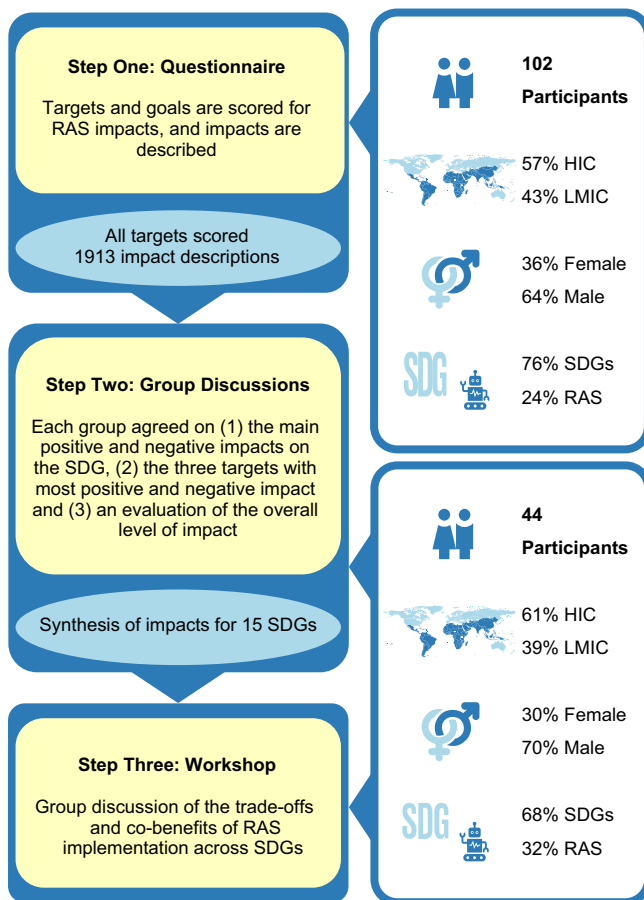 Step One: Questionnaire
Targets and goals are scored for
RAS impacts, and impacts are
described
All targets scored
1913 impact descriptions
102
Participants
57% HIC
43% LMIC
36% Female
64% Male
SDG
76% SDGs
24% RAS
Step Two: Group Discussions
Each group agreed on (1) the main
positive and negative impacts on
the SDG, (2) the three targets with
most positive and negative impact
and (3) an evaluation of the overall
level of impact
Synthesis of impacts for 15 SDGs
Step Three: Workshop
Group discussion of the trade-offs
and co-benefits of RAS
implementation across SDGs
44
Participants
61% HIC
39% LMIC
30% Female
70% Male
SDG
68% SDGs
32% RAS